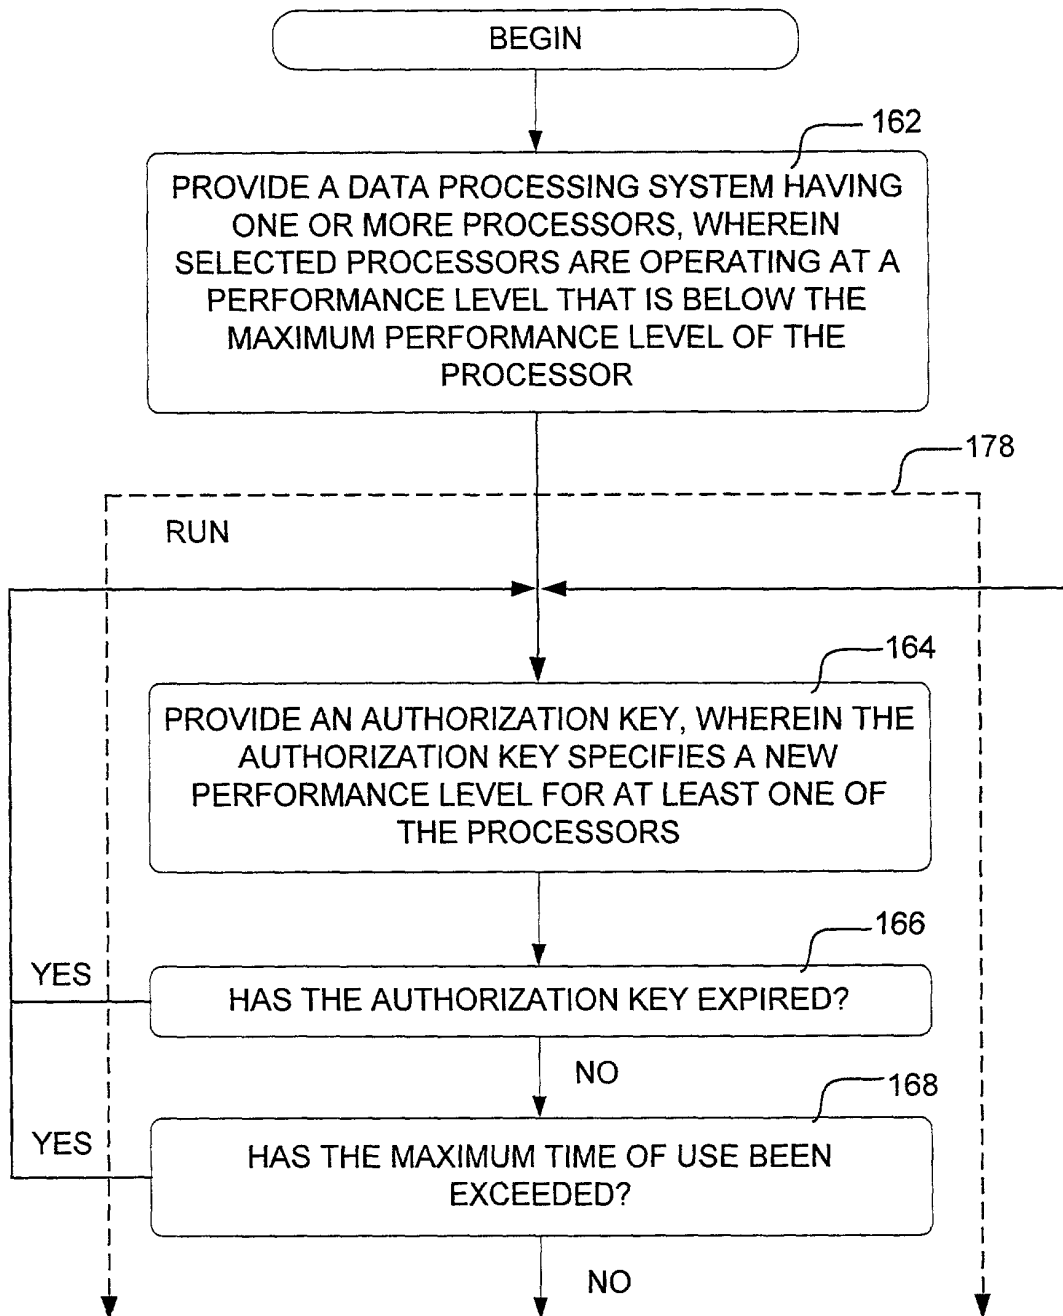 BEGIN
162
PROVIDE A DATA PROCESSING SYSTEM HAVING
ONE OR MORE PROCESSORS, WHEREIN
SELECTED PROCESSORS ARE OPERATING AT A
PERFORMANCE LEVEL THAT IS BELOW THE
MAXIMUM PERFORMANCE LEVEL OF THE
PROCESSOR
178
RUN
164
PROVIDE AN AUTHORIZATION KEY, WHEREIN THE
AUTHORIZATION KEY SPECIFIES A NEW
PERFORMANCE LEVEL FOR AT LEAST ONE OF
THE PROCESSORS
166
YES
HAS THE AUTHORIZATION KEY EXPIRED?
NO
168
YES
HAS THE MAXIMUM TIME OF USE BEEN
EXCEEDED?
NO